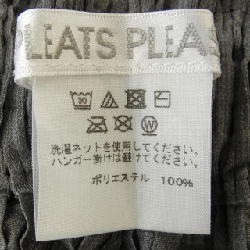 PLEATS PLEAS
30
W
洗濯ネットを使用してください。
ハンガー掛けは避けてください。
ポリエステル 100%